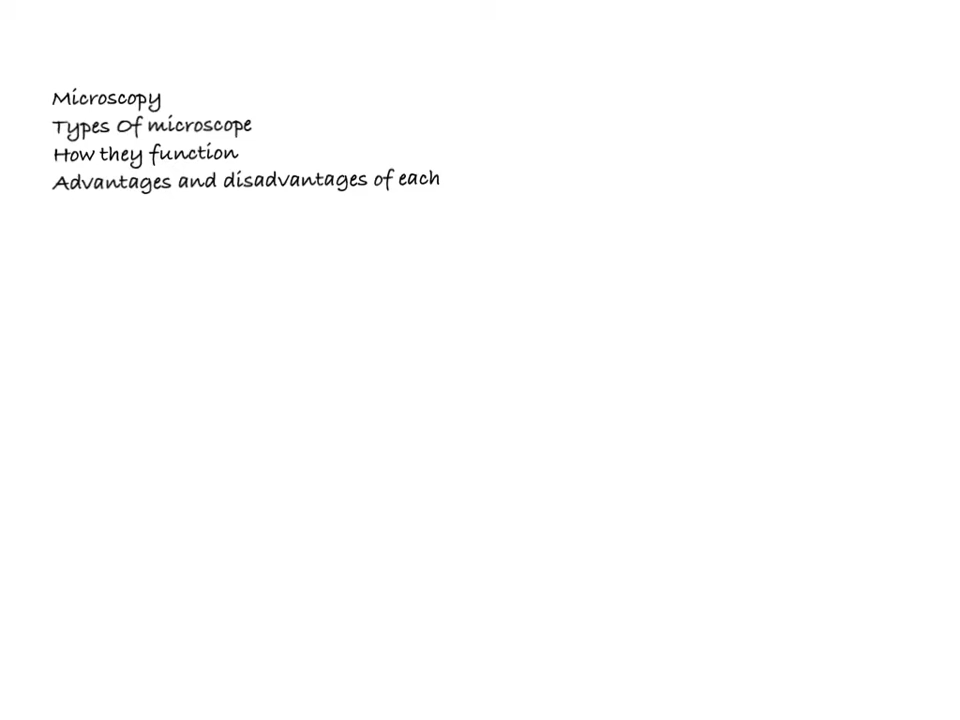 Microscopy
Types Of microscope
How they function
Advantages and disadvantages of each